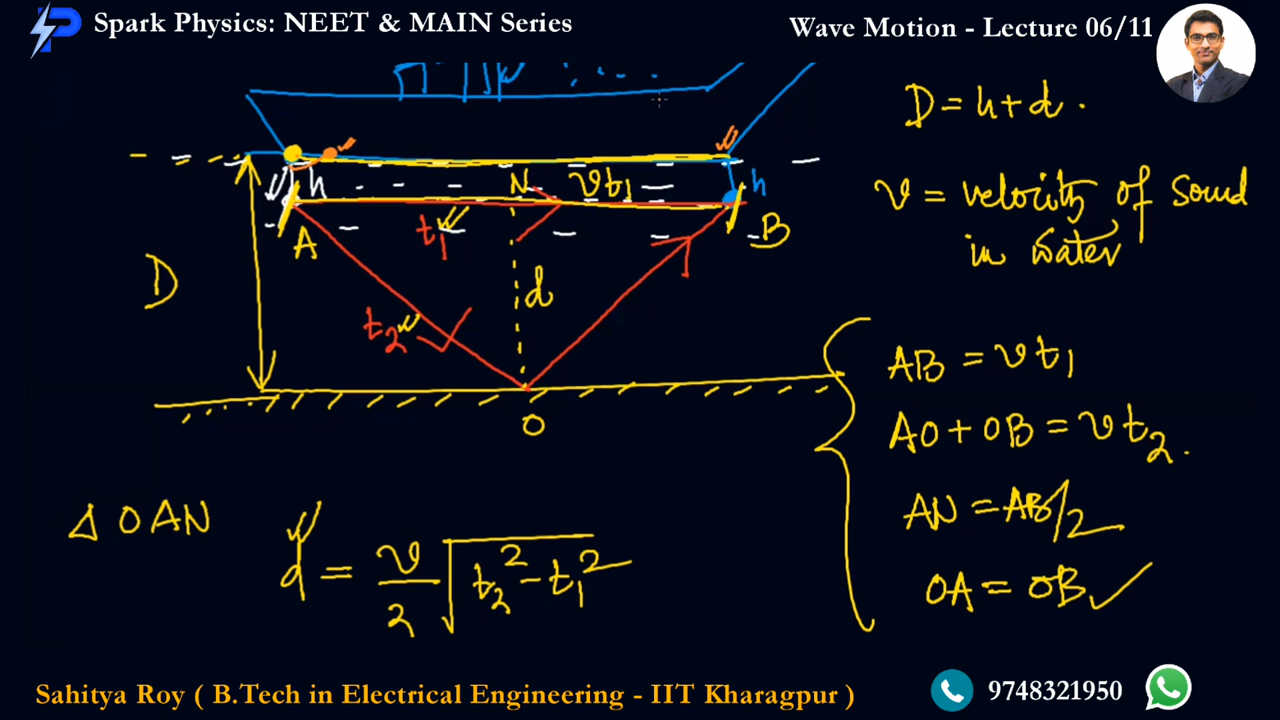 Spark Physics: NEET & MAIN Series
Wave Motion - Lecture 06/11
D = h+d.
h
N
vt₁
h
v = velocity of sound
in water
A
t₁
B
D
d
t₂
AB = vt₁
O
AO + OB = vt₂.
Δ OAN
AN = AB/2
d = v/2 √(t₂² - t₁²)
OA = OB ✓
Sahitya Roy ( B.Tech in Electrical Engineering - IIT Kharagpur )
9748321950